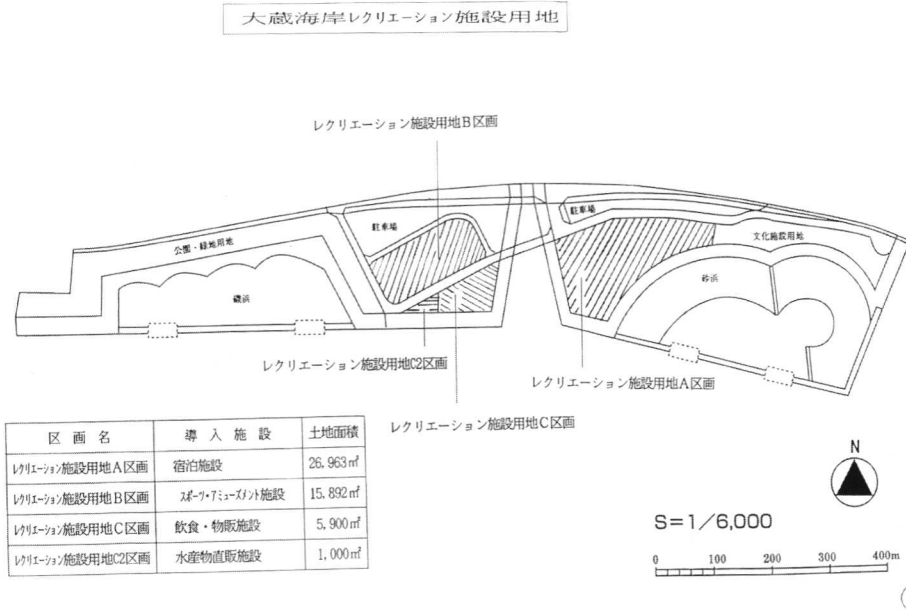 大蔵海岸レクリエーション施設用地
レクリエーション施設用地B区画
駐車場
駐車場
公園・緑地用地
文化施設用地
磯浜
砂浜
レクリエーション施設用地C2区画
レクリエーション施設用地A区画
レクリエーション施設用地C区画
区画名 導入施設 土地面積
レクリエーション施設用地A区画 宿泊施設 26,963㎡
レクリエーション施設用地B区画 スポーツ・アミューズメント施設 15,892㎡
レクリエーション施設用地C区画 飲食・物販施設 5,900㎡
レクリエーション施設用地C2区画 水産物直販施設 1,000㎡
N
S=1/6,000
0 100 200 300 400m